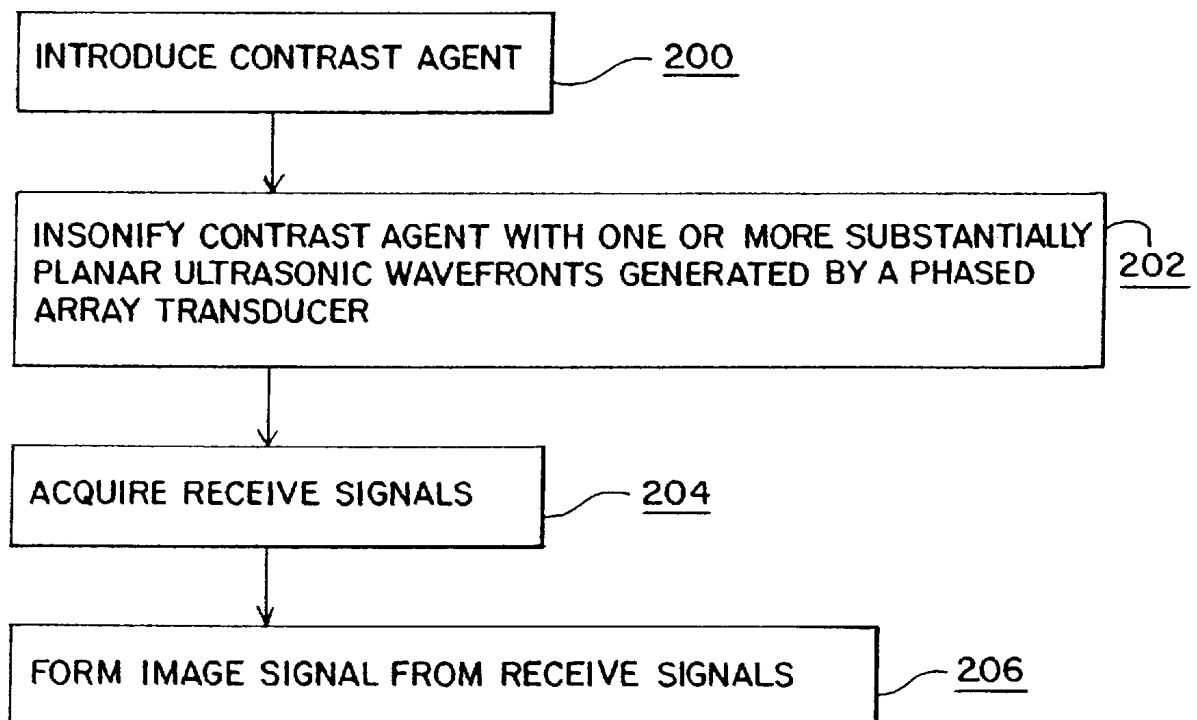 INTRODUCE CONTRAST AGENT
200
INSONIFY CONTRAST AGENT WITH ONE OR MORE SUBSTANTIALLY
PLANAR ULTRASONIC WAVEFRONTS GENERATED BY A PHASED
ARRAY TRANSDUCER
202
ACQUIRE RECEIVE SIGNALS
204
FORM IMAGE SIGNAL FROM RECEIVE SIGNALS
206